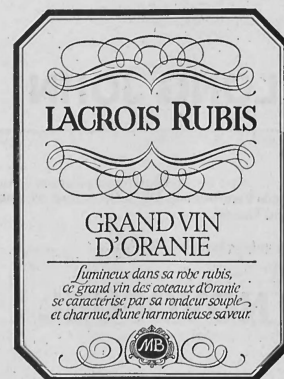 LACROIS RUBIS
GRAND VIN
D'ORANIE
Lumineux dans sa robe rubis,
ce grand vin des coteaux d'Oranie
se caractérise par sa rondeur souple
et charnue, d'une harmonieuse saveur.
MB